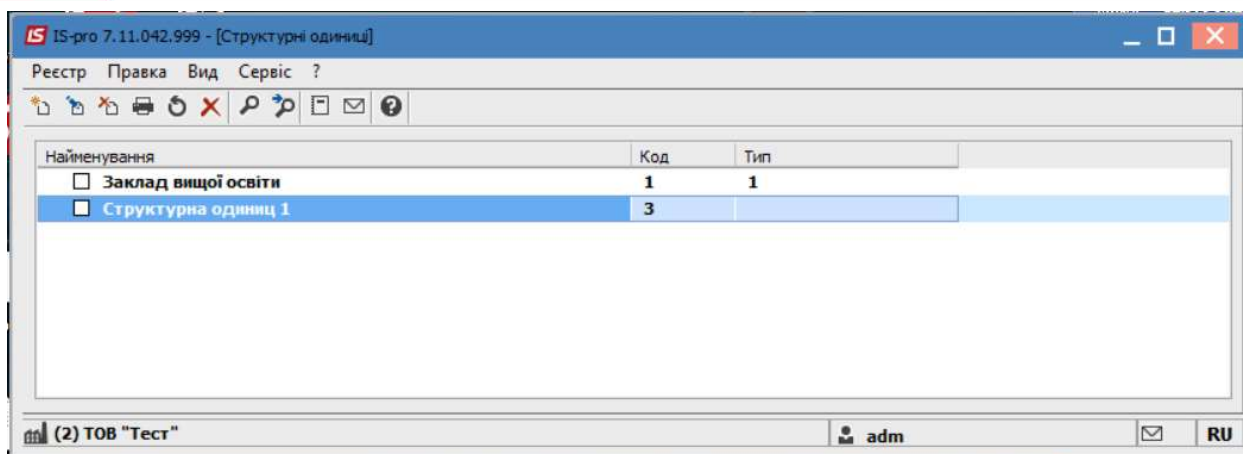 IS IS-pro 7.11.042.999 - [Структурні одиниці]
Реєстр Правка Вид Сервіс ?
Найменування Код Тип
Заклад вищої освіти 1 1
Структурна одиниц 1 3
(2) ТОВ "Тест" adm RU